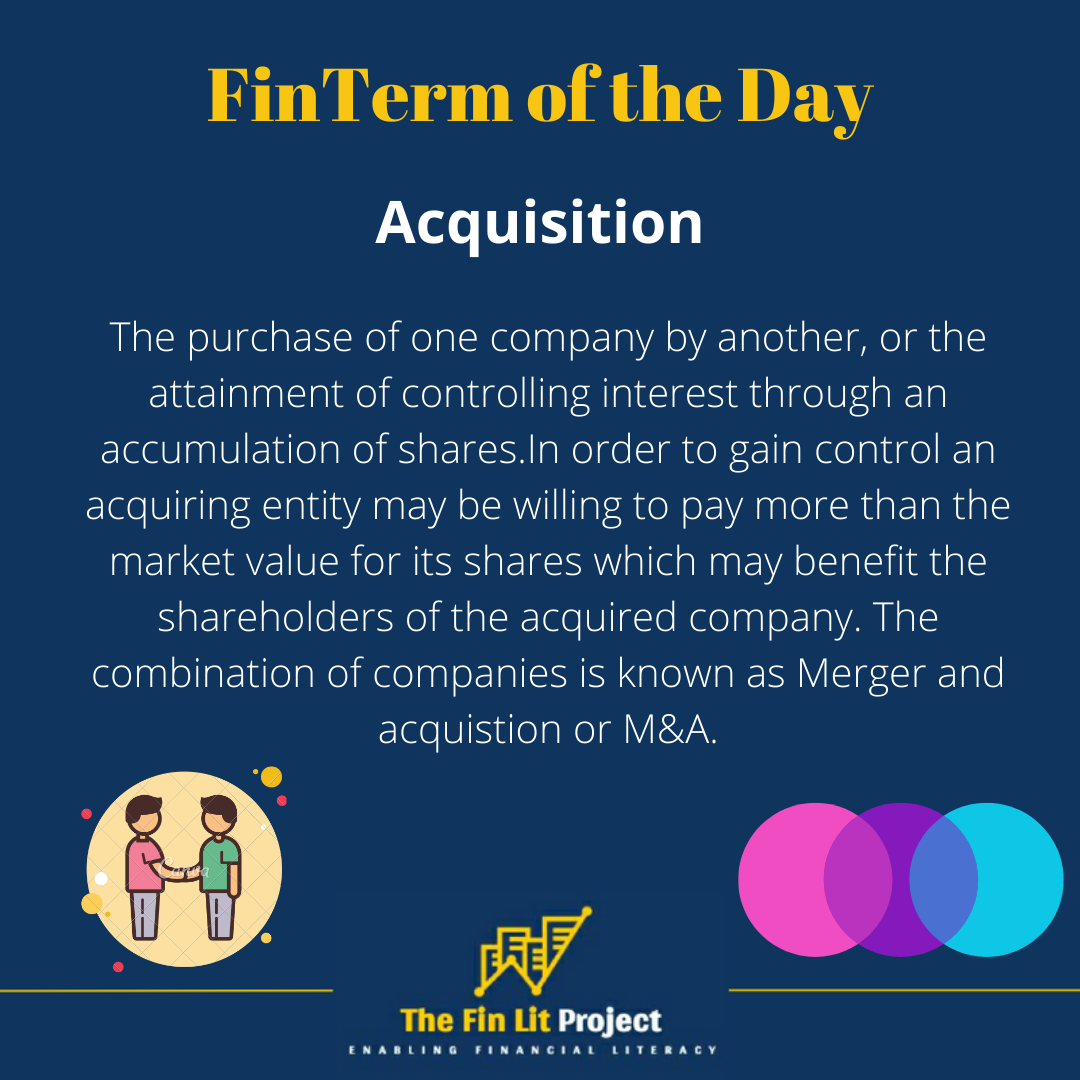 FinTerm of the Day
Acquisition
The purchase of one company by another, or the
attainment of controlling interest through an
accumulation of shares.In order to gain control an
acquiring entity may be willing to pay more than the
market value for its shares which may benefit the
shareholders of the acquired company. The
combination of companies is known as Merger and
acquistion or M&A.
Canva
The Fin Lit Project
ENABLING FINANCIAL LITERACY